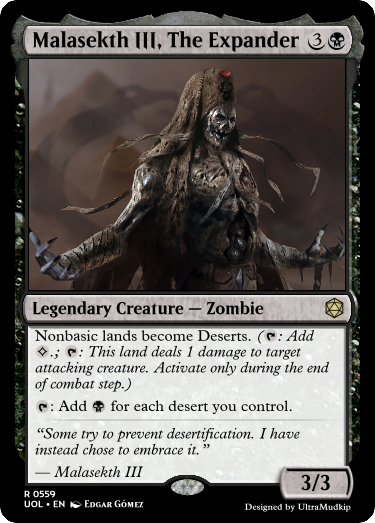 Malasekth III, The Expander 3
Legendary Creature — Zombie
Nonbasic lands become Deserts. (: Add
.; : This land deals 1 damage to target
attacking creature. Activate only during the end
of combat step.)
: Add for each desert you control.
“Some try to prevent desertification. I have
instead chose to embrace it.”
— Malasekth III
3/3
R 0559
UOL • EN Edgar Gómez
Designed by UltraMudkip